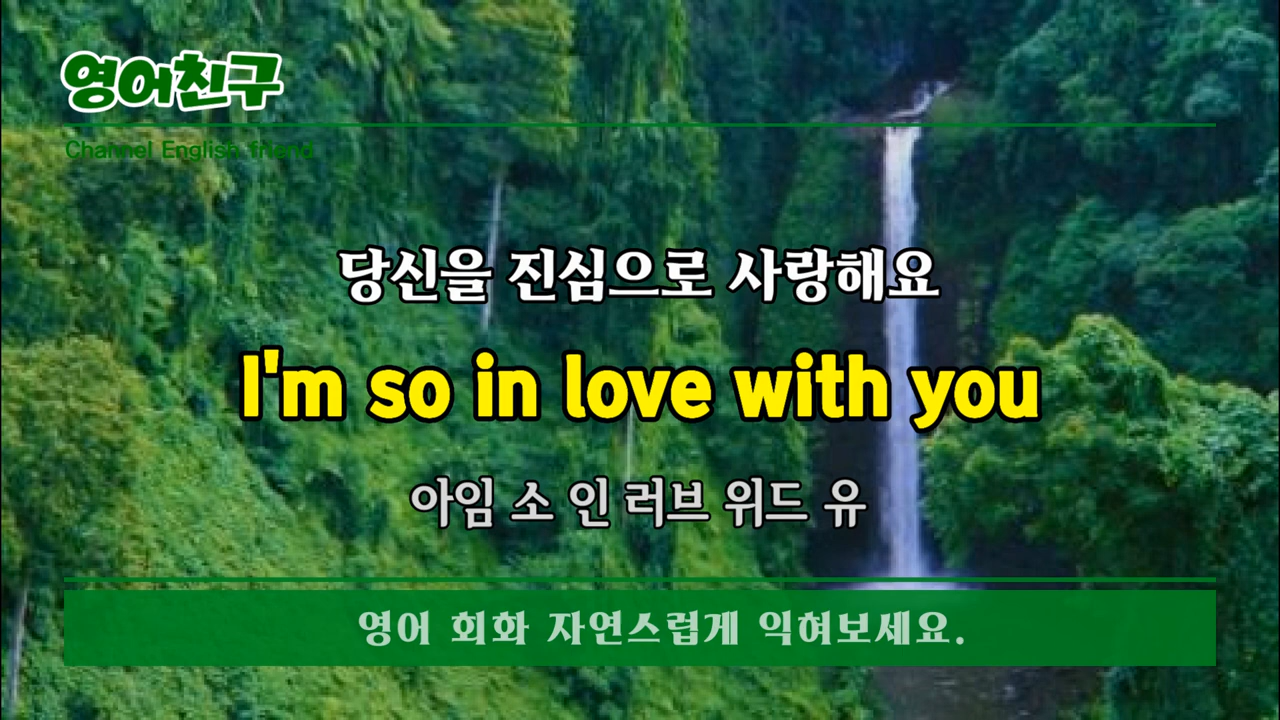 영어친구
Channel English friend
당신을 진심으로 사랑해요
I'm so in love with you
아임 소 인 러브 위드 유
영어 회화 자연스럽게 익혀보세요.